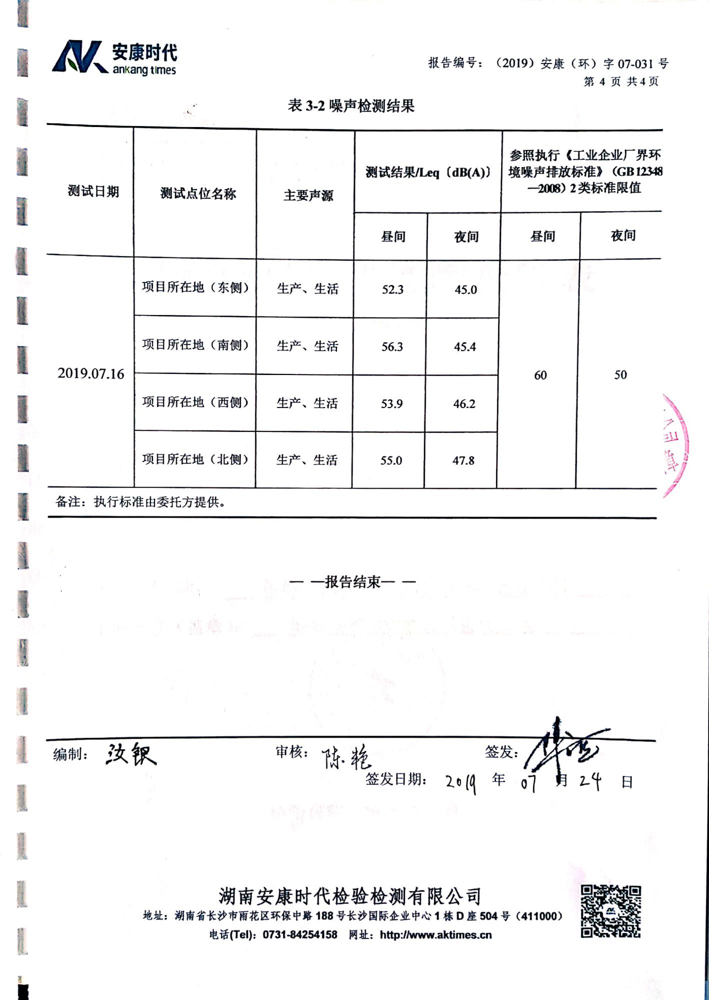 安康时代
ankang times
报告编号：（2019）安康（环）字 07-031 号
第 4 页 共4页
表 3-2 噪声检测结果
测试日期 测试点位名称 主要声源 测试结果/Leq〔dB(A)〕 参照执行《工业企业厂界环
境噪声排放标准》（GB 12348
—2008）2 类标准限值
昼间 夜间 昼间 夜间
2019.07.16
项目所在地（东侧） 生产、生活 52.3 45.0
项目所在地（南侧） 生产、生活 56.3 45.4
60 50
项目所在地（西侧） 生产、生活 53.9 46.2
项目所在地（北侧） 生产、生活 55.0 47.8
备注：执行标准由委托方提供。
— —报告结束— —
编制： 审核：陈艳 签发：
签发日期： 2019 年 07 月 24 日
湖南安康时代检验检测有限公司
地址：湖南省长沙市雨花区环保中路 188 号长沙国际企业中心 1 栋 D 座 504 号（411000）
电话(Tel)：0731-84254158 网址：http://www.aktimes.cn